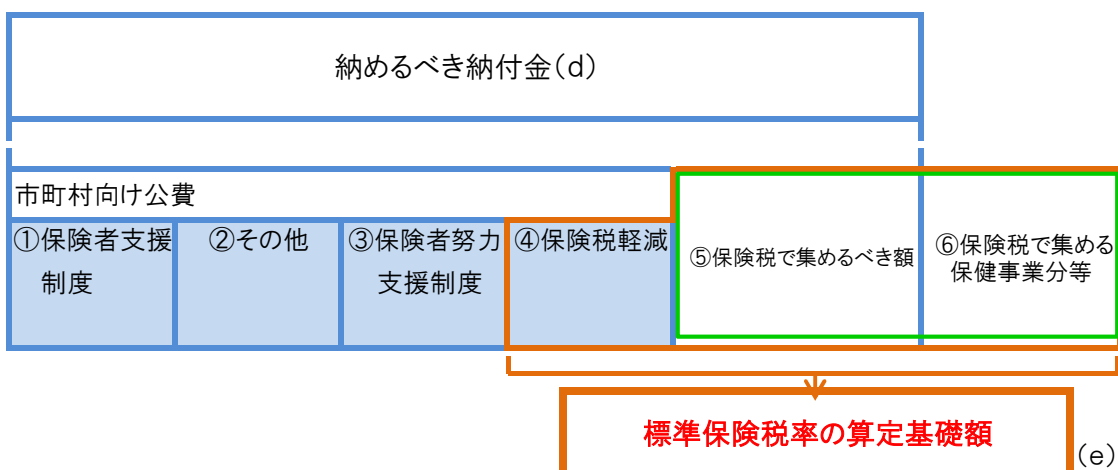 納めるべき納付金(d)
市町村向け公費
①保険者支援
制度
②その他
③保険者努力
支援制度
④保険税軽減
⑤保険税で集めるべき額
⑥保険税で集める
保健事業分等
標準保険税率の算定基礎額
(e)